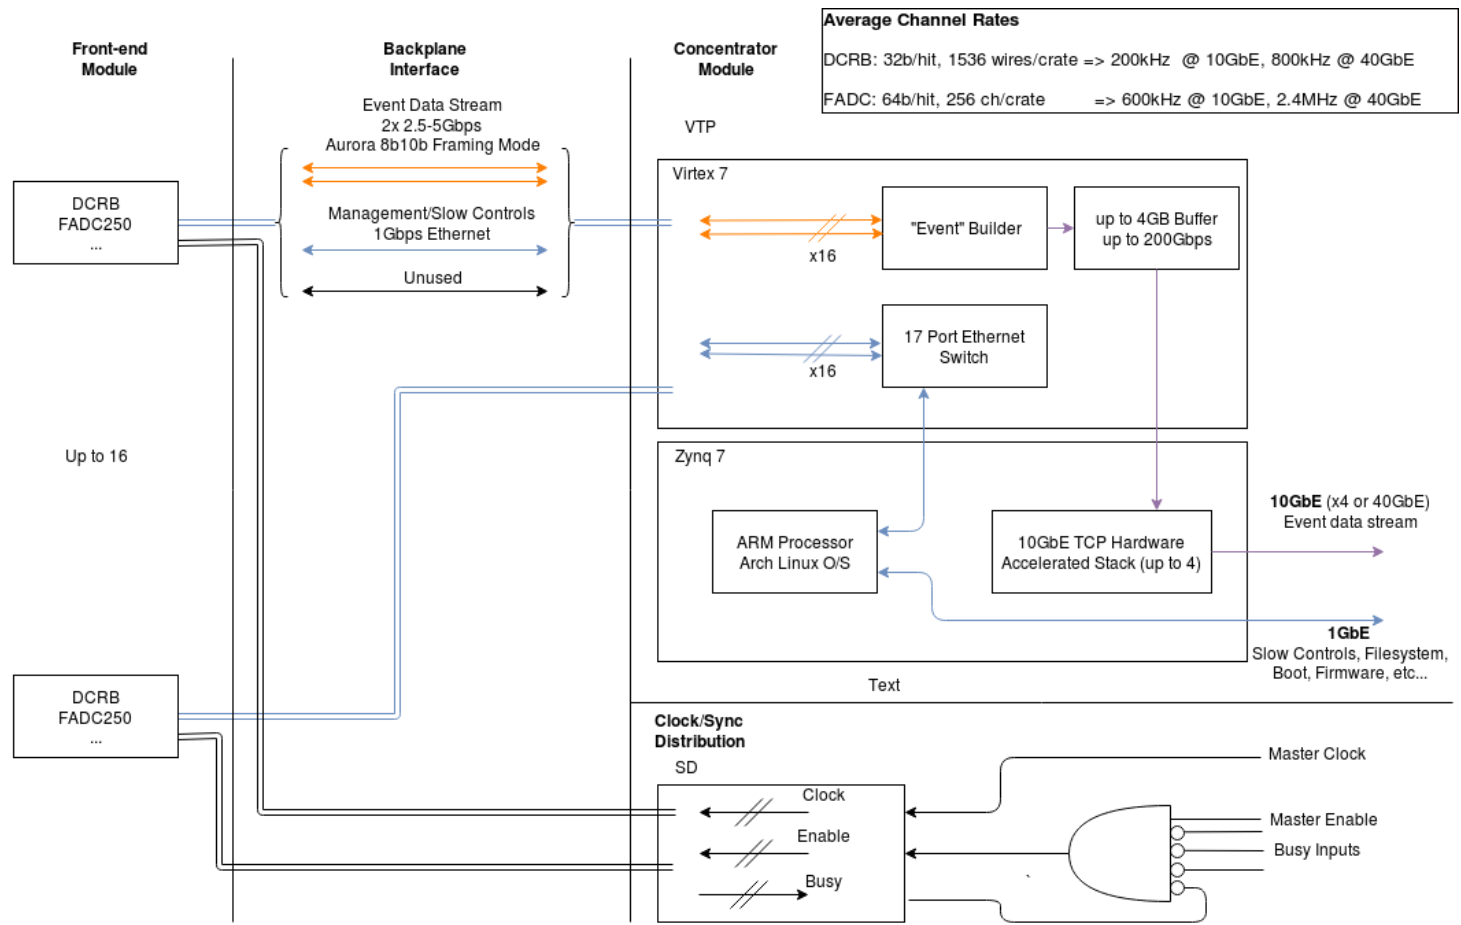 Average Channel Rates
DCRB: 32b/hit, 1536 wires/crate => 200kHz @ 10GbE, 800kHz @ 40GbE
FADC: 64b/hit, 256 ch/crate => 600kHz @ 10GbE, 2.4MHz @ 40GbE
Front-end
Module
Backplane
Interface
Concentrator
Module
Event Data Stream
2x 2.5-5Gbps
Aurora 8b10b Framing Mode
Management/Slow Controls
1Gbps Ethernet
Unused
DCRB
FADC250
...
Up to 16
DCRB
FADC250
...
VTP
Virtex 7
x16
"Event" Builder
up to 4GB Buffer
up to 200Gbps
x16
17 Port Ethernet
Switch
Zynq 7
ARM Processor
Arch Linux O/S
10GbE TCP Hardware
Accelerated Stack (up to 4)
10GbE (x4 or 40GbE)
Event data stream
1GbE
Slow Controls, Filesystem,
Boot, Firmware, etc...
Text
Clock/Sync
Distribution
SD
Clock
Enable
Busy
Master Clock
Master Enable
Busy Inputs
`